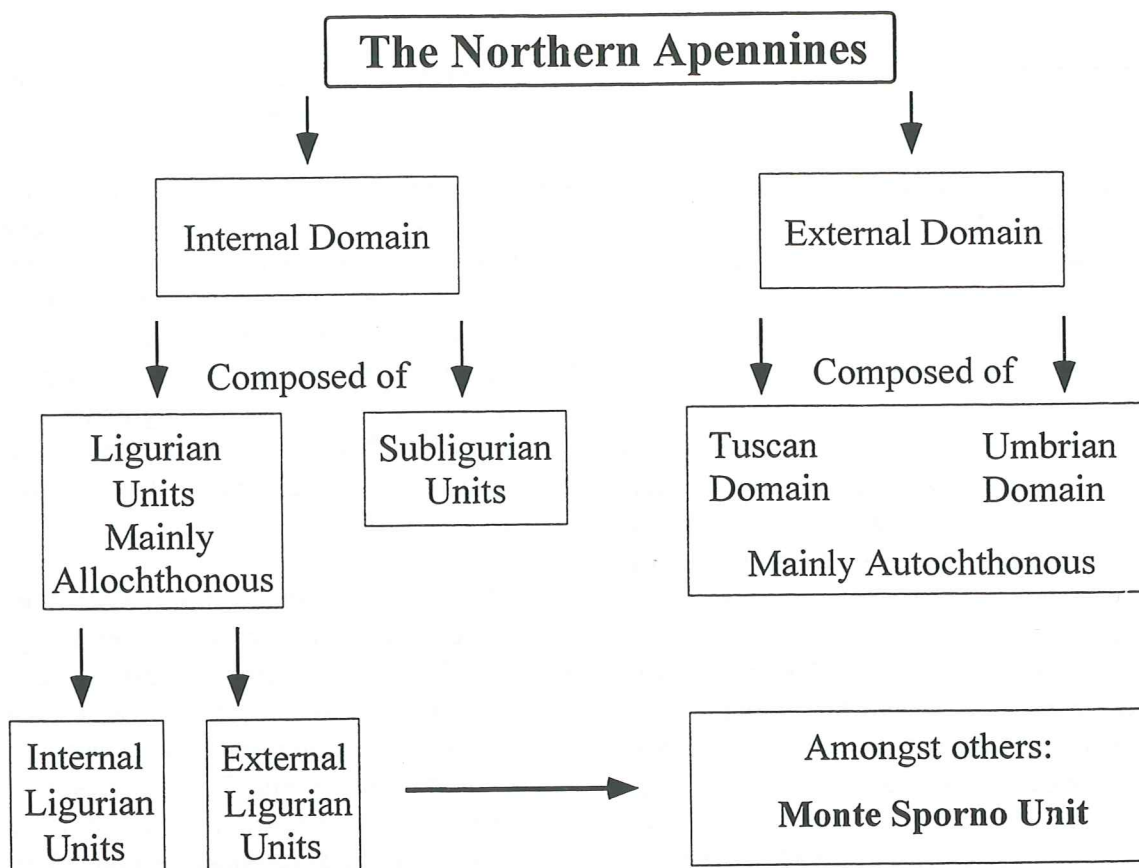 The Northern Apennines
Internal Domain
External Domain
Composed of
Composed of
Ligurian
Units
Mainly
Allochthonous
Subligurian
Units
Tuscan
Domain
Umbrian
Domain
Mainly Autochthonous
Internal
Ligurian
Units
External
Ligurian
Units
Amongst others:
Monte Sporno Unit